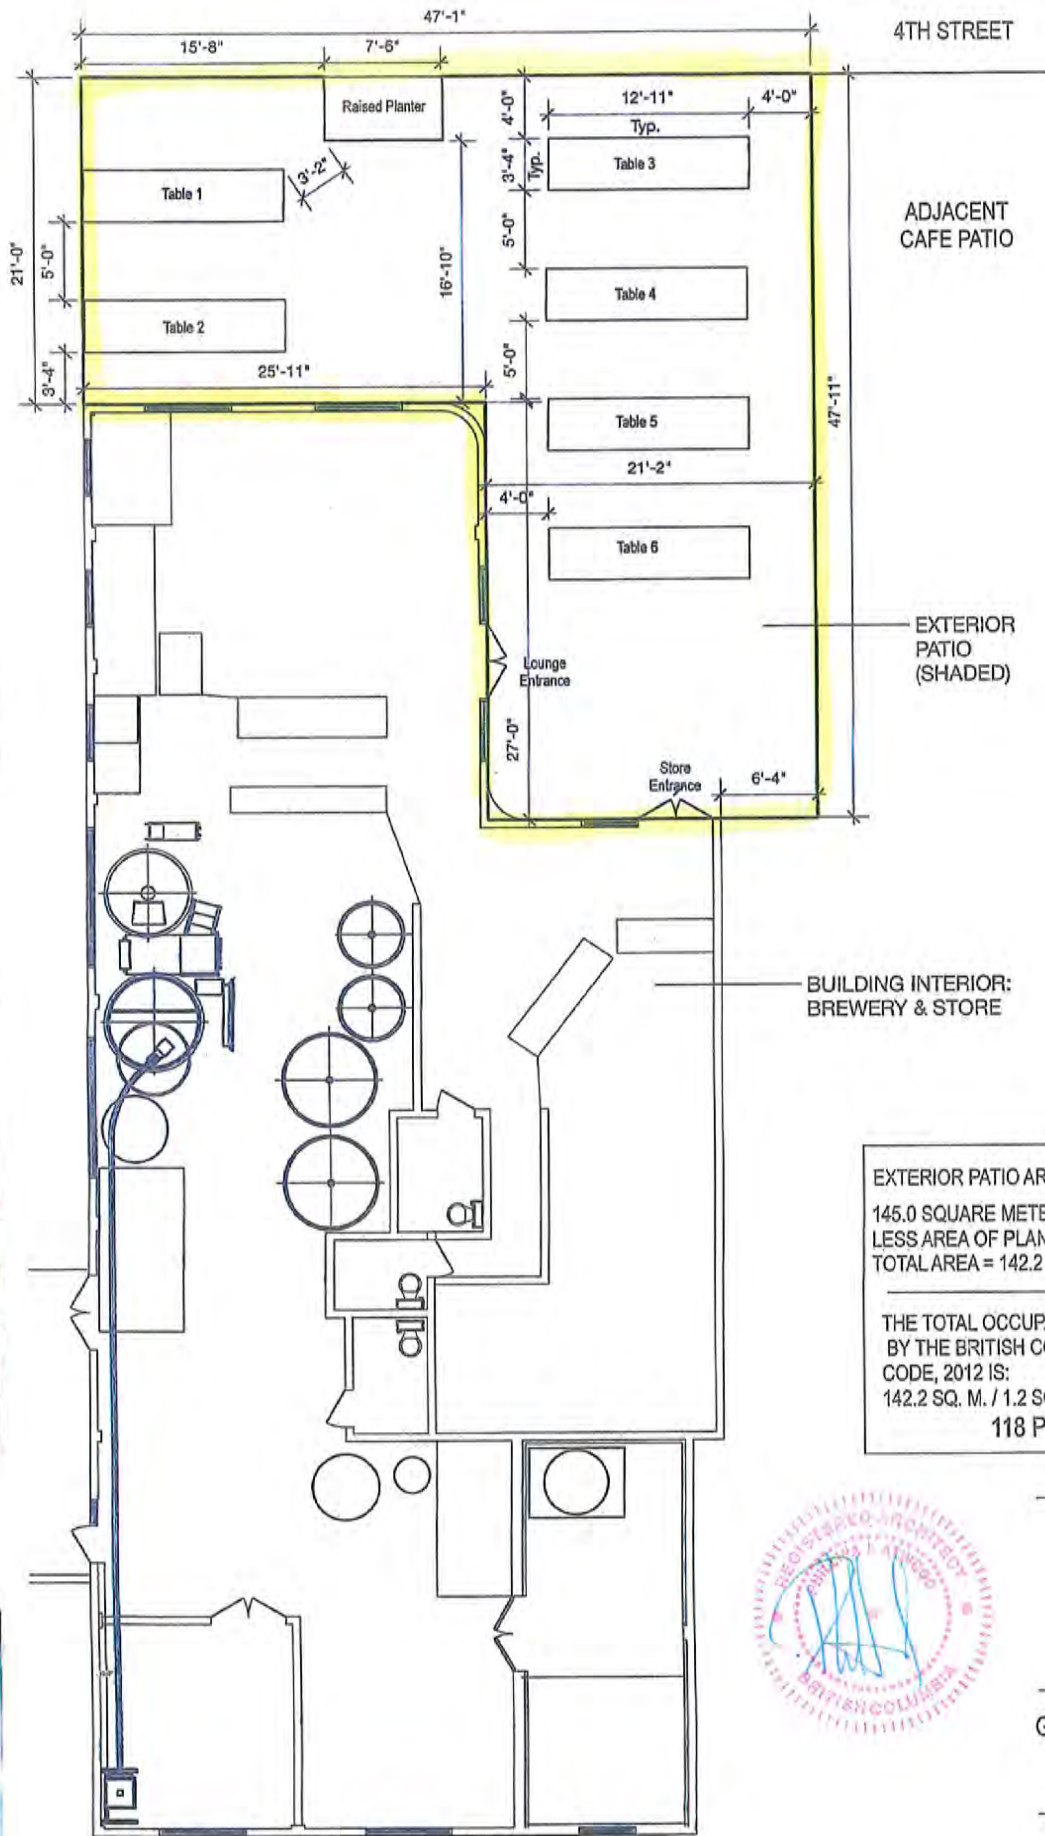 47'-1"
4TH STREET
15'-8"
7'-6"
Raised Planter
4'-0"
12'-11"
4'-0"
Typ.
3'-4"
Typ.
Table 3
3'-2"
Table 1
ADJACENT
CAFE PATIO
21'-0"
5'-0"
16'-10"
5'-0"
Table 4
Table 2
5'-0"
3'-4"
25'-11"
47'-11"
Table 5
21'-2"
4'-0"
Table 6
EXTERIOR
PATIO
(SHADED)
Lounge
Entrance
27'-0"
Store
Entrance
6'-4"
BUILDING INTERIOR:
BREWERY & STORE
EXTERIOR PATIO AR
145.0 SQUARE METE
LESS AREA OF PLAN
TOTAL AREA = 142.2
THE TOTAL OCCUP
BY THE BRITISH CO
CODE, 2012 IS:
142.2 SQ. M. / 1.2 SQ
118 P
REGISTERED ARCHITECT
BRITISH COLUMBIA